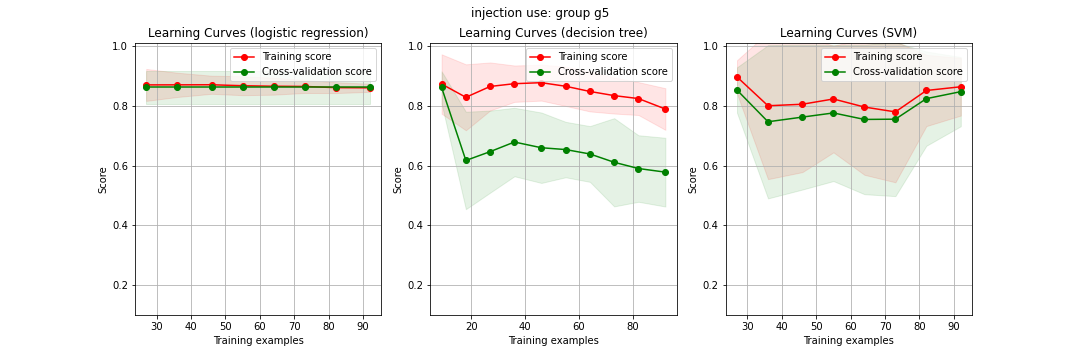 injection use: group g5
Learning Curves (logistic regression)
Training score
Cross-validation score
1.0
0.8
0.6
0.4
0.2
Score
30 40 50 60 70 80 90
Training examples
Learning Curves (decision tree)
Training score
Cross-validation score
1.0
0.8
0.6
0.4
0.2
Score
20 40 60 80
Training examples
Learning Curves (SVM)
Training score
Cross-validation score
1.0
0.8
0.6
0.4
0.2
Score
30 40 50 60 70 80 90
Training examples